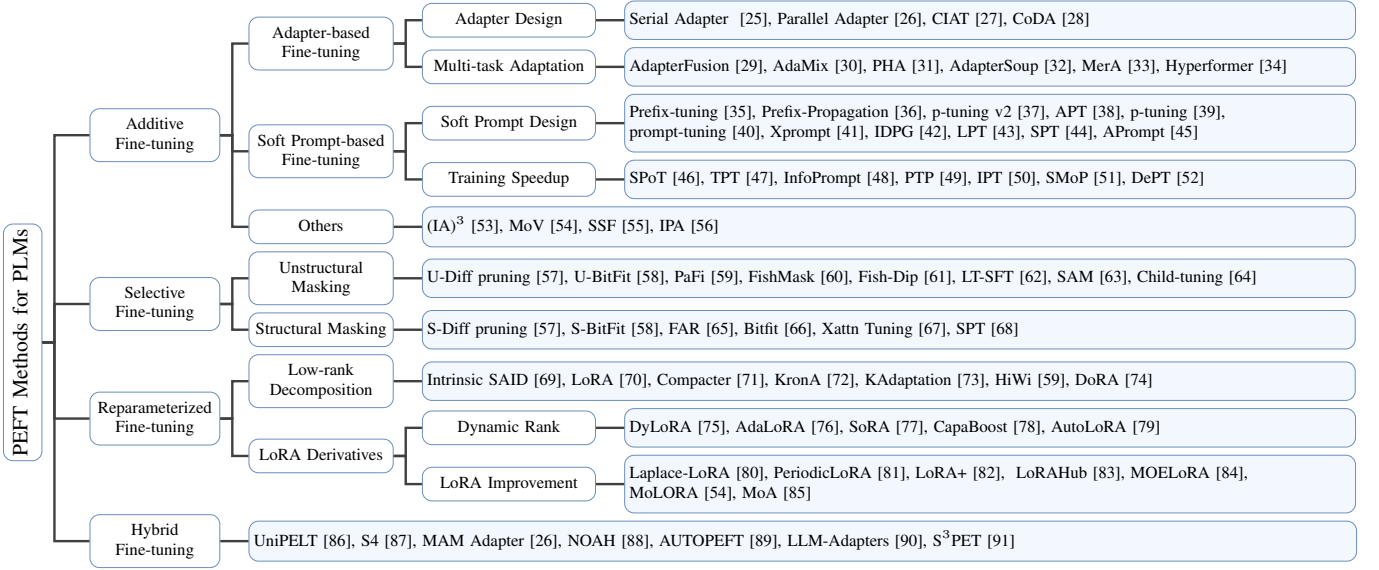 PEFT Methods for PLMs
Additive
Fine-tuning
Adapter-based
Fine-tuning
Adapter Design
Serial Adapter [25], Parallel Adapter [26], CIAT [27], CoDA [28]
Multi-task Adaptation
AdapterFusion [29], AdaMix [30], PHA [31], AdapterSoup [32], MerA [33], Hyperformer [34]
Soft Prompt-based
Fine-tuning
Soft Prompt Design
Prefix-tuning [35], Prefix-Propagation [36], p-tuning v2 [37], APT [38], p-tuning [39],
prompt-tuning [40], Xprompt [41], IDPG [42], LPT [43], SPT [44], APrompt [45]
Training Speedup
SPoT [46], TPT [47], InfoPrompt [48], PTP [49], IPT [50], SMoP [51], DePT [52]
Others
(IA)³ [53], MoV [54], SSF [55], IPA [56]
Selective
Fine-tuning
Unstructural
Masking
U-Diff pruning [57], U-BitFit [58], PaFi [59], FishMask [60], Fish-Dip [61], LT-SFT [62], SAM [63], Child-tuning [64]
Structural Masking
S-Diff pruning [57], S-BitFit [58], FAR [65], Bitfit [66], Xattn Tuning [67], SPT [68]
Reparameterized
Fine-tuning
Low-rank
Decomposition
Intrinsic SAID [69], LoRA [70], Compacter [71], KronA [72], KAdaptation [73], HiWi [59], DoRA [74]
LoRA Derivatives
Dynamic Rank
DyLoRA [75], AdaLoRA [76], SoRA [77], CapaBoost [78], AutoLoRA [79]
LoRA Improvement
Laplace-LoRA [80], PeriodicLoRA [81], LoRA+ [82], LoRAHub [83], MOELoRA [84],
MoLORA [54], MoA [85]
Hybrid
Fine-tuning
UniPELT [86], S4 [87], MAM Adapter [26], NOAH [88], AUTOPEFT [89], LLM-Adapters [90], S³PET [91]